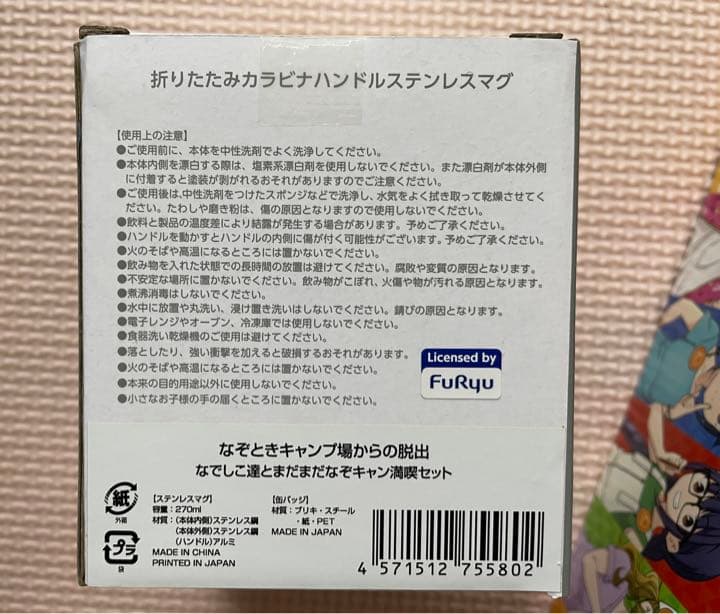 折りたたみカラビナハンドルステンレスマグ
【使用上の注意】
●ご使用前に、本体を中性洗剤でよく洗浄してください。
●本体内側を漂白する際は、塩素系漂白剤を使用しないでください。また漂白剤が本体外側
に付着すると塗装が剥がれるおそれがありますのでご注意ください。
●ご使用後は、中性洗剤をつけたスポンジなどで洗浄し、水気をよく拭き取って乾燥させてく
ださい。たわしや磨き粉は、傷の原因となりますので使用しないでください。
●飲料と製品の温度差により結露が発生する場合があります。予めご了承ください。
●ハンドルを動かすとハンドルの内側に傷が付く可能性がございます。予めご了承ください。
●火のそばや高温になるところには置かないでください。
●飲み物を入れた状態での長時間の放置は避けてください。腐敗や変質の原因となります。
●不安定な場所に置かないでください。飲み物がこぼれ、火傷や物が汚れる原因となります。
●煮沸消毒はしないでください。
●水中に放置や丸洗い、浸け置き洗いはしないでください。錆びの原因となります。
●電子レンジやオーブン、冷凍庫では使用しないでください。
●食器洗い乾燥機のご使用は避けてください。
●落としたり、強い衝撃を加えると破損するおそれがあります。
●火のそばや高温になるところには置かないでください。
●本来の目的用途以外に使用しないでください。
●小さなお子様の手の届くところに置かないでください。
Licensed by
FuRyu
なぞときキャンプ場からの脱出
なでしこ達とまだまだなぞキャン満喫セット
紙
外箱
プラ
袋
【ステンレスマグ】
容量：270ml
材質：（本体内側）ステンレス鋼
（本体外側）ステンレス鋼
（ハンドル）アルミ
MADE IN CHINA
PRINTED IN JAPAN
【缶バッジ】
材質：ブリキ・スチール
・紙・PET
MADE IN JAPAN
4 571512 755802